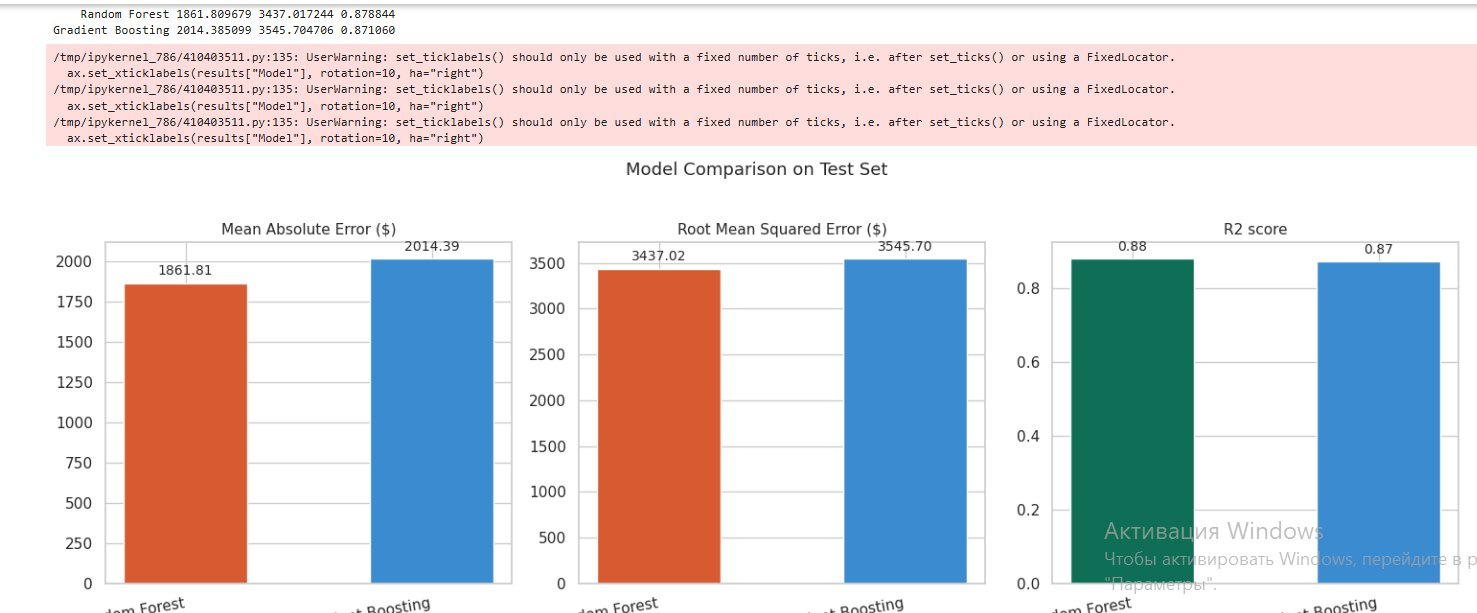 Random Forest 1861.809679 3437.017244 0.878844
Gradient Boosting 2014.385099 3545.704706 0.871060
/tmp/ipykernel_786/410403511.py:135: UserWarning: set_ticklabels() should only be used with a fixed number of ticks, i.e. after set_ticks() or using a FixedLocator.
ax.set_xticklabels(results["Model"], rotation=10, ha="right")
/tmp/ipykernel_786/410403511.py:135: UserWarning: set_ticklabels() should only be used with a fixed number of ticks, i.e. after set_ticks() or using a FixedLocator.
ax.set_xticklabels(results["Model"], rotation=10, ha="right")
/tmp/ipykernel_786/410403511.py:135: UserWarning: set_ticklabels() should only be used with a fixed number of ticks, i.e. after set_ticks() or using a FixedLocator.
ax.set_xticklabels(results["Model"], rotation=10, ha="right")
Model Comparison on Test Set
Mean Absolute Error ($)
2014.39
1861.81
2000
1750
1500
1250
1000
750
500
250
0
Forest
Boosting
Root Mean Squared Error ($)
3545.70
3437.02
3500
3000
2500
2000
1500
1000
500
0
Forest
Boosting
R2 score
0.88
0.87
0.8
0.6
0.4
0.2
0.0
Forest
Boosting
Активация Windows
Чтобы активировать Windows, перейдите в
"Параметры".